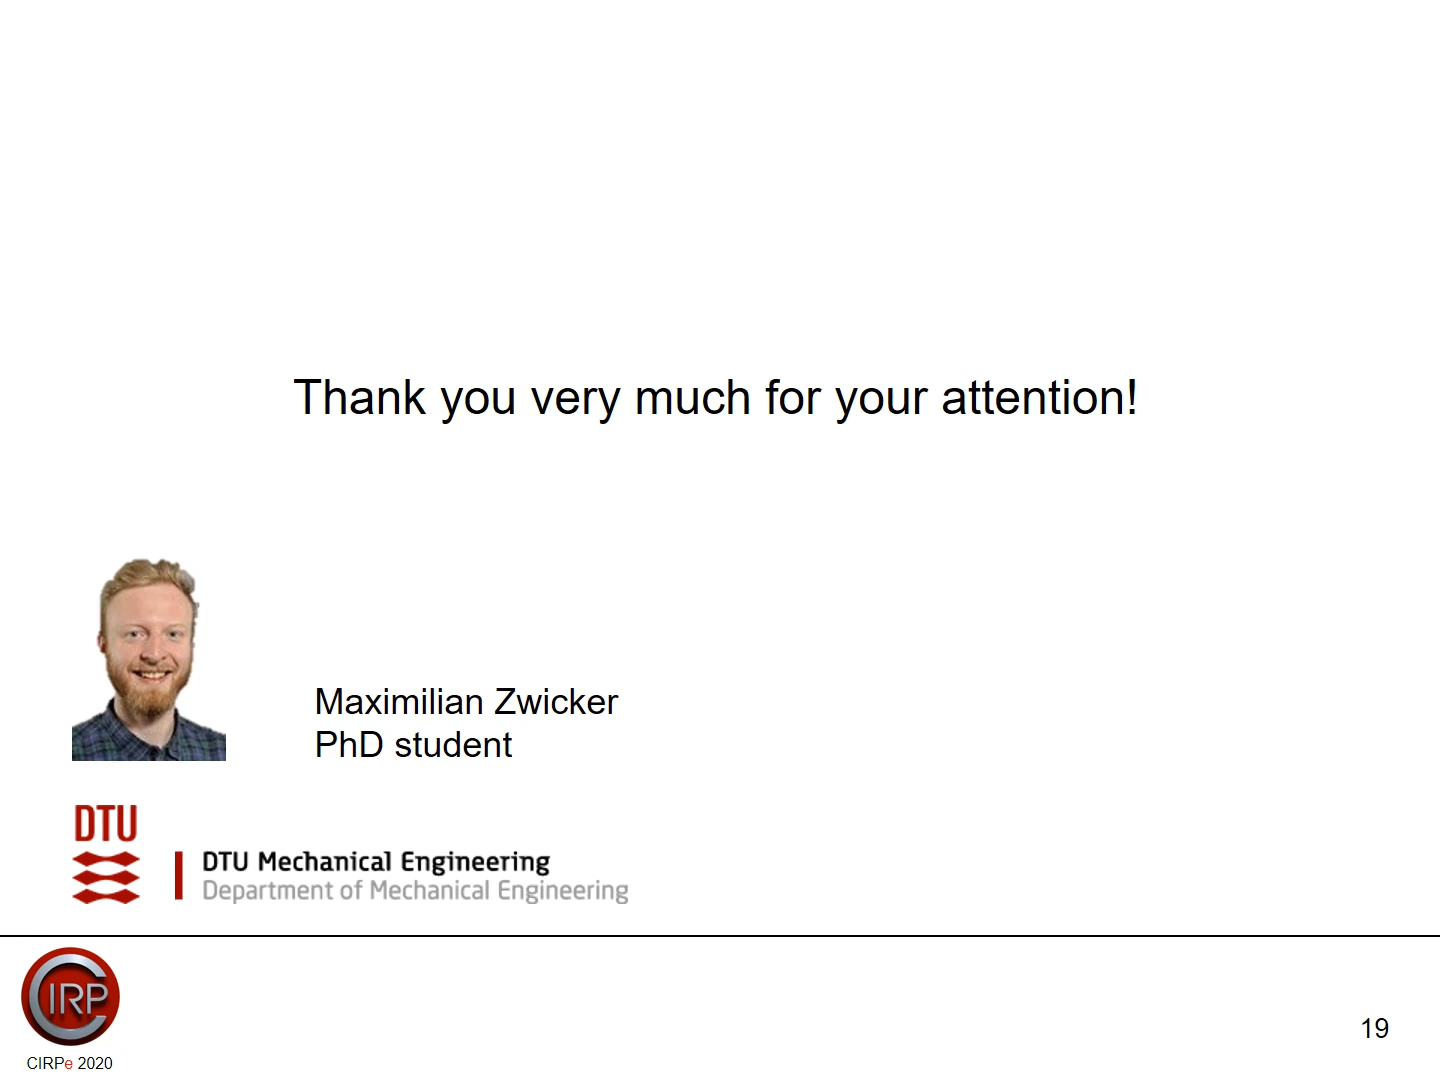 Thank you very much for your attention!
Maximilian Zwicker
PhD student
DTU
DTU Mechanical Engineering
Department of Mechanical Engineering
CIRP
CIRPe 2020
19